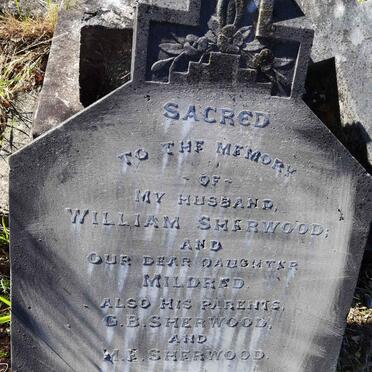 SACRED
TO THE MEMORY
- OF -
MY HUSBAND,
WILLIAM SHERWOOD;
AND
OUR DEAR DAUGHTER
MILDRED.
ALSO HIS PARENTS,
G.B. SHERWOOD,
AND
M.E. SHERWOOD.